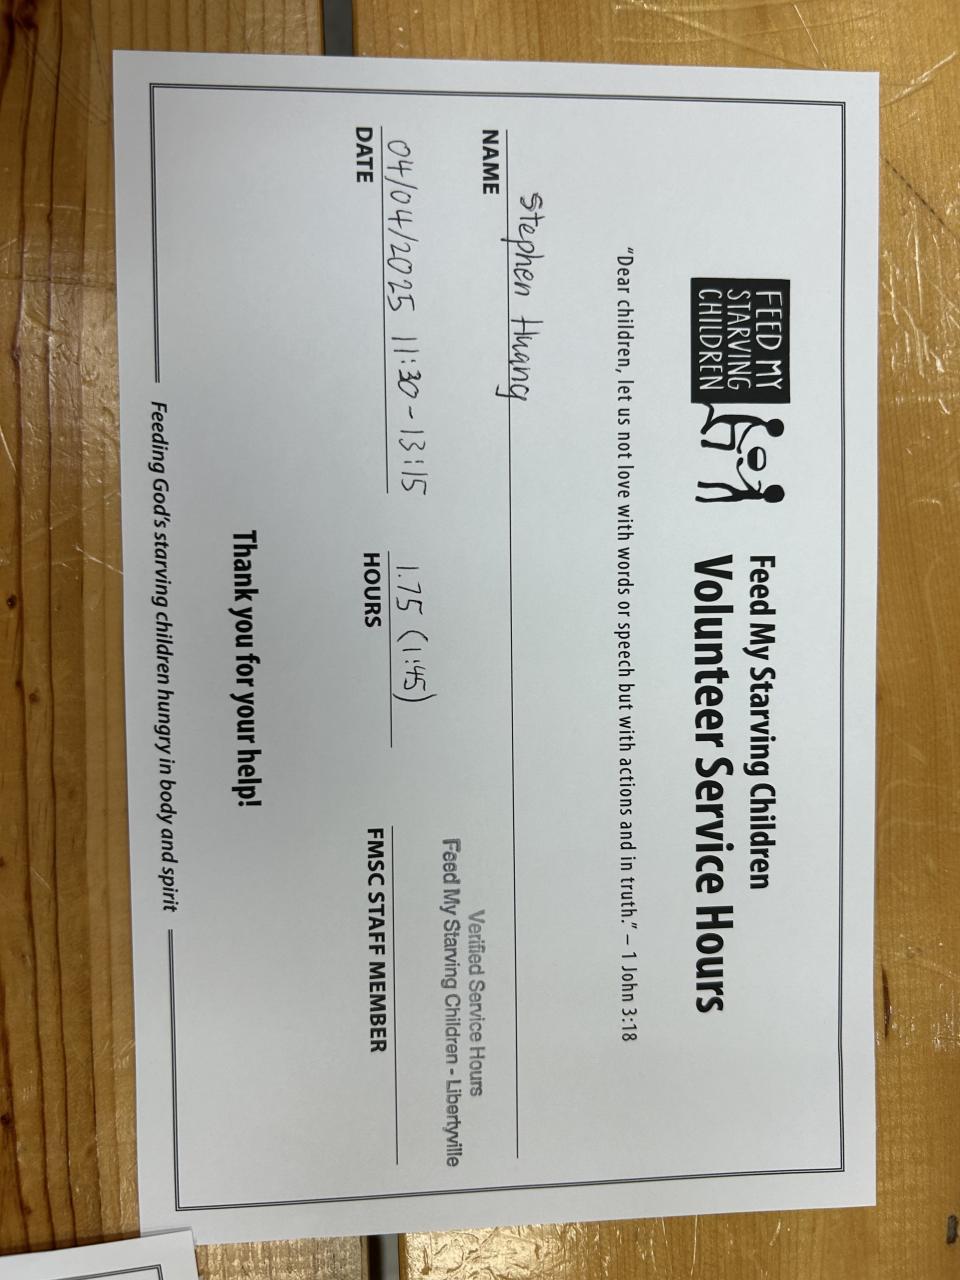 FEED MY
STARVING
CHILDREN
Feed My Starving Children
Volunteer Service Hours
"Dear children, let us not love with words or speech but with actions and in truth." – 1 John 3:18
Stephen Huang
NAME
Verified Service Hours
Feed My Starving Children - Libertyville
04/04/2025 11:30-13:15 1.75 (1:45)
DATE HOURS FMSC STAFF MEMBER
Thank you for your help!
Feeding God's starving children hungry in body and spirit